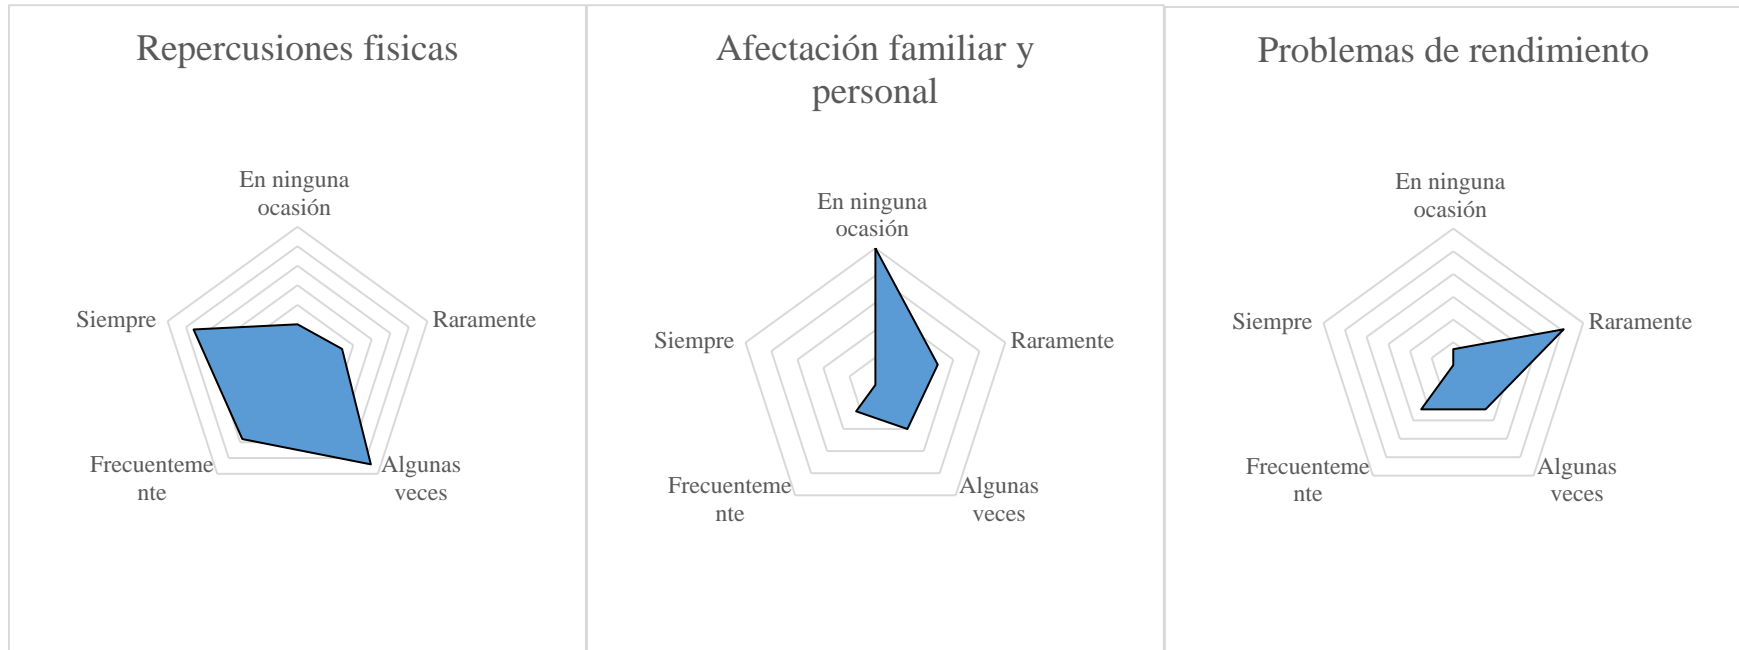 Repercusiones fisicas
En ninguna
ocasión
Raramente
Algunas
veces
Frecuenteme
nte
Siempre
Afectación familiar y
personal
En ninguna
ocasión
Raramente
Algunas
veces
Frecuenteme
nte
Siempre
Problemas de rendimiento
En ninguna
ocasión
Raramente
Algunas
veces
Frecuenteme
nte
Siempre